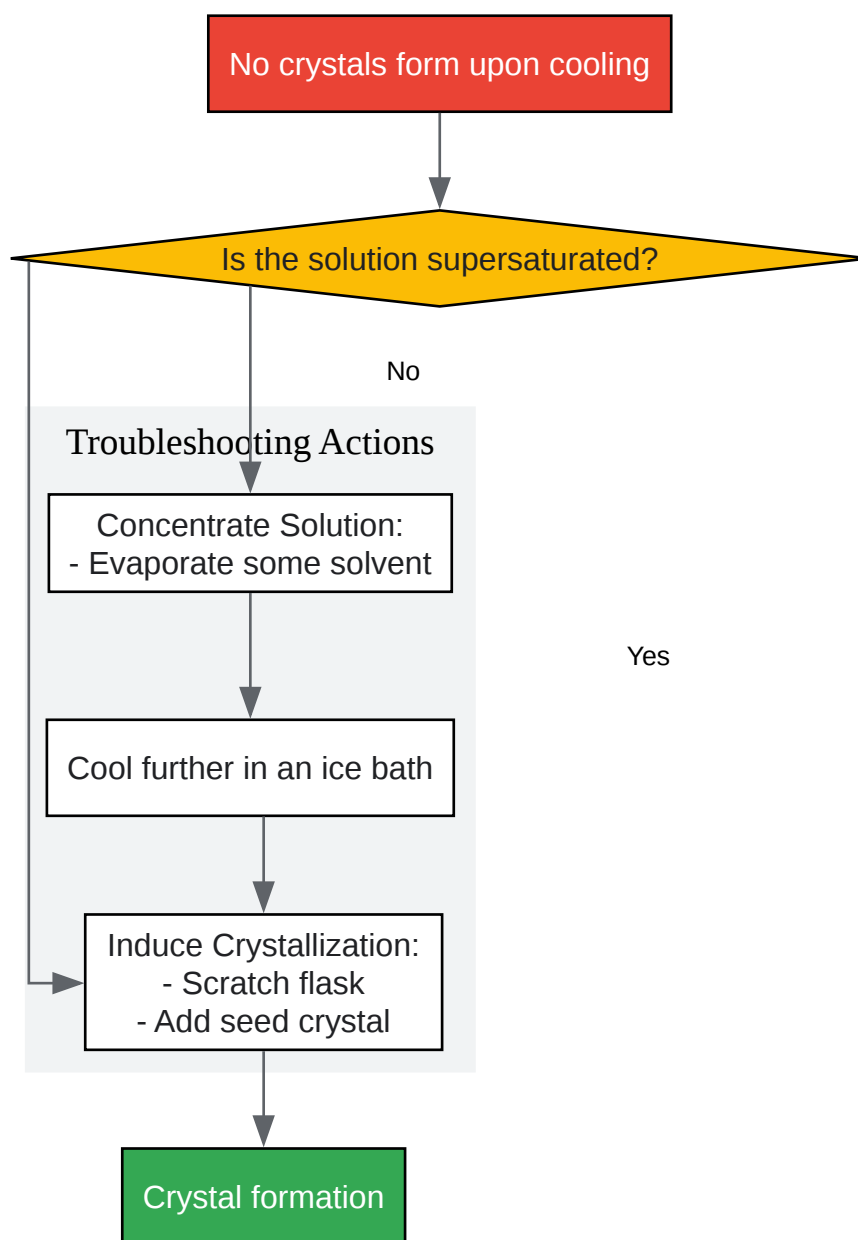 No crystals form upon cooling
Is the solution supersaturated?
No
Troubleshooting Actions
Concentrate Solution:
- Evaporate some solvent
Yes
Cool further in an ice bath
Induce Crystallization:
- Scratch flask
- Add seed crystal
Crystal formation